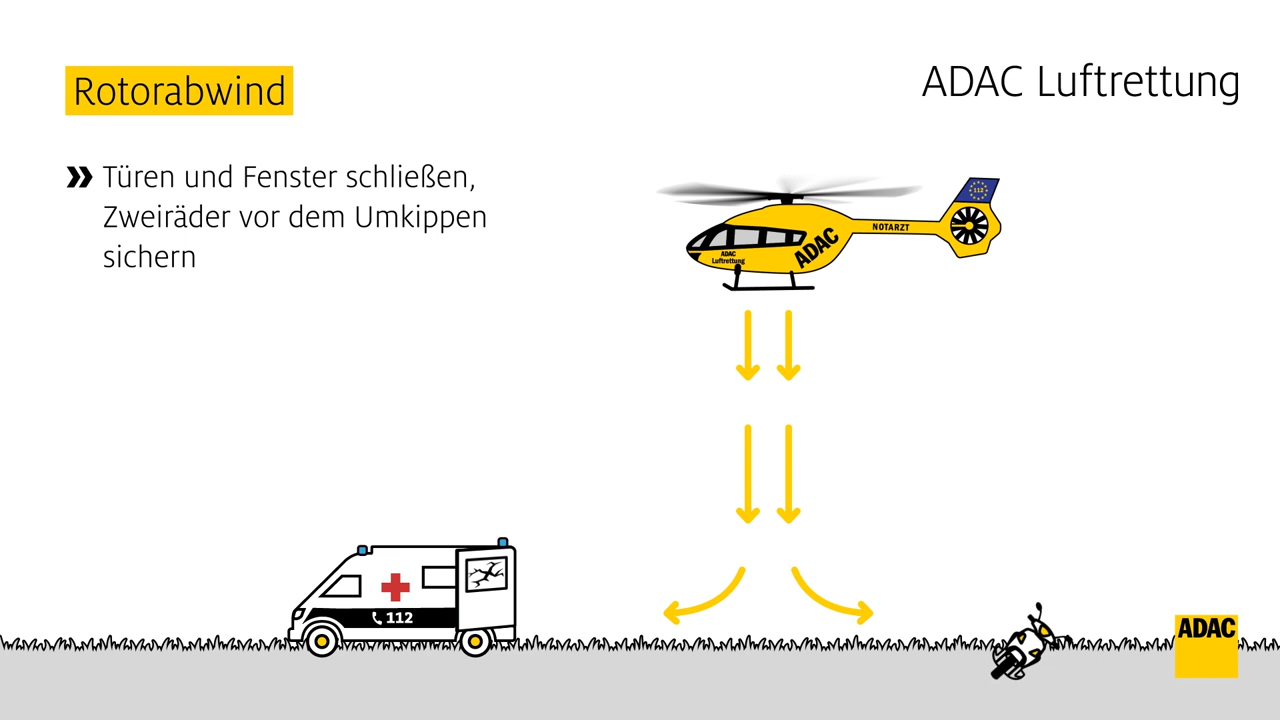 Rotorabwind
ADAC Luftrettung
Türen und Fenster schließen,
Zweiräder vor dem Umkippen
sichern
112
ADAC
NOTARZT
ADAC
Luftrettung
112
ADAC